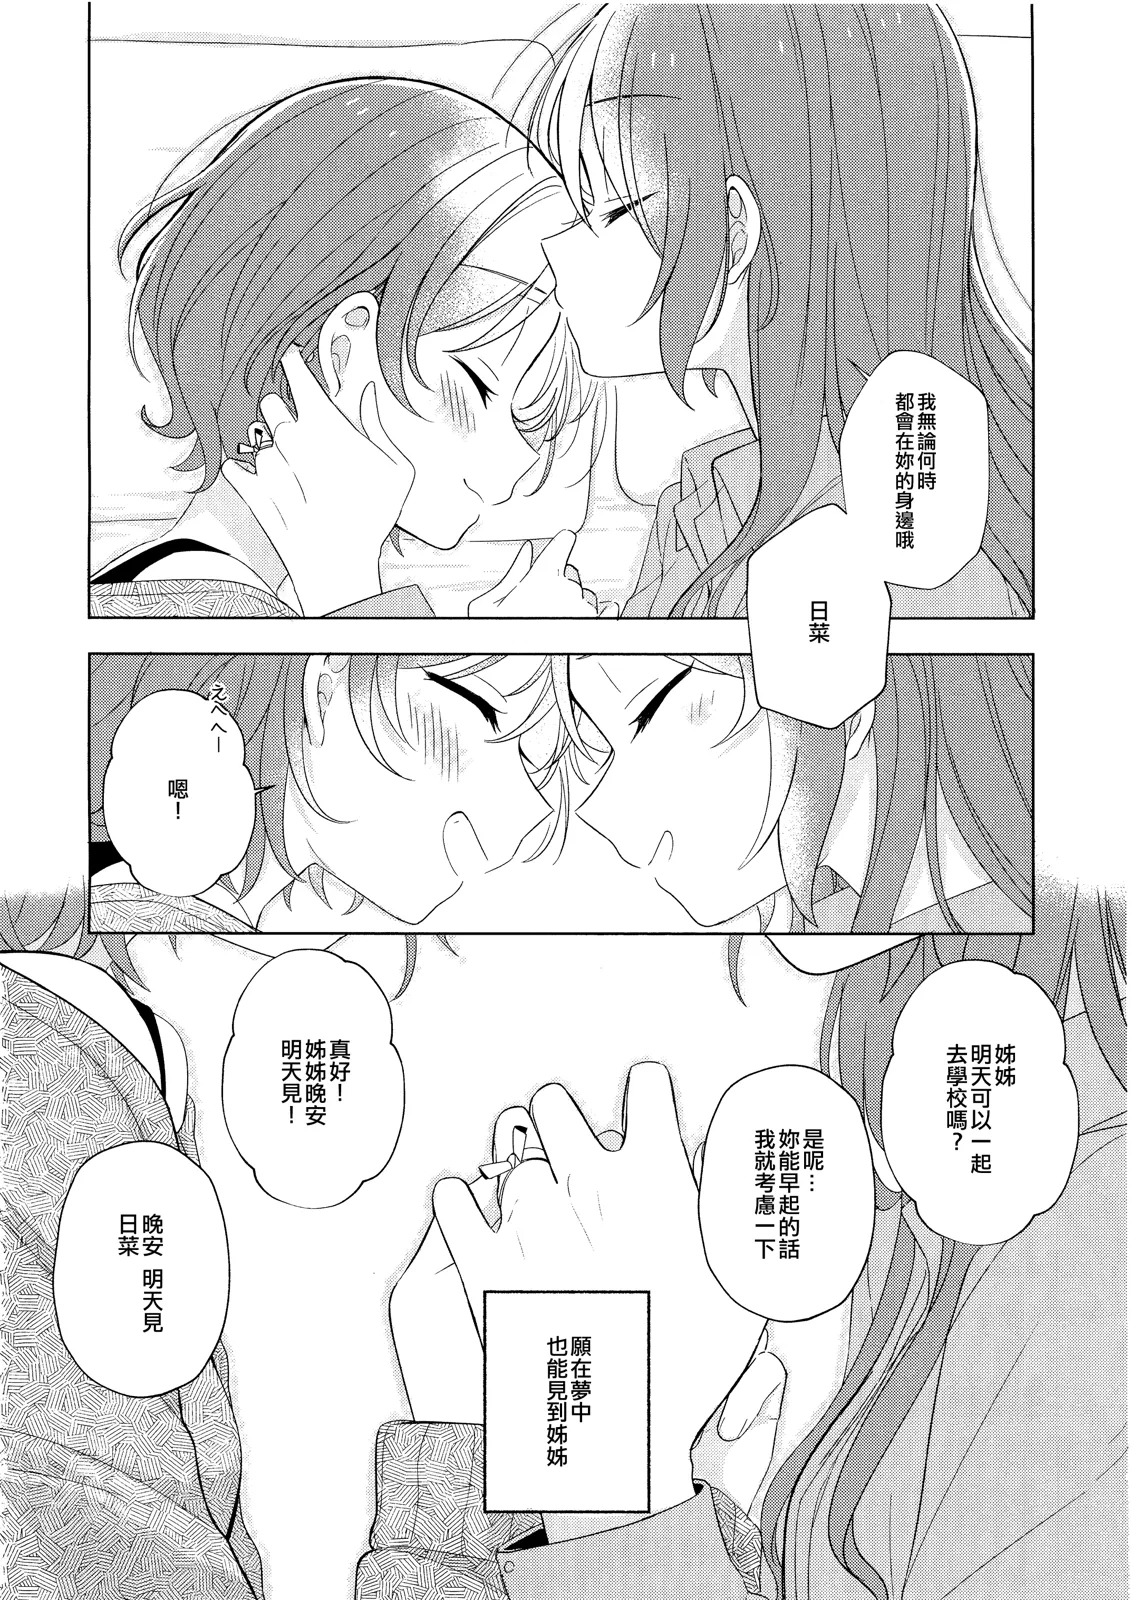 我無論何時
都會在妳的身邊哦
日菜
えへへー
嗯！
姊姊
明天可以一起
去學校嗎？
是呢…
妳能早起的話
我就考慮一下
真好！
姊姊晚安
明天見！
晚安 明天見
日菜
願在夢中
也能見到姊姊